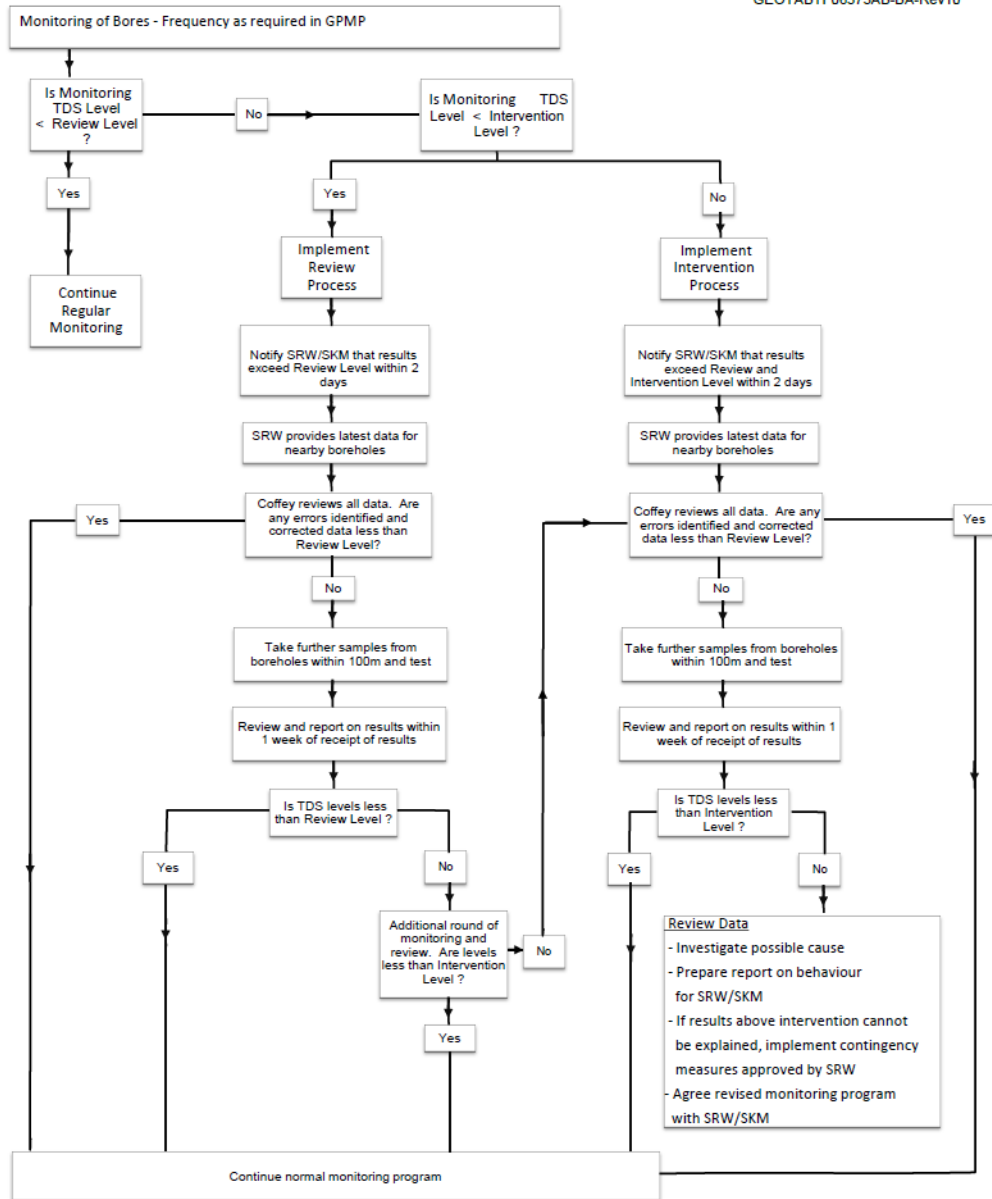 Monitoring of Bores - Frequency as required in GPMP
Is Monitoring
TDS Level
< Review Level
?
No
Is Monitoring TDS
Level < Intervention
Level ?
Yes
Yes
No
Continue
Regular
Monitoring
Implement
Review
Process
Implement
Intervention
Process
Notify SRW/SKM that results
exceed Review Level within 2
days
Notify SRW/SKM that results
exceed Review and
Intervention Level within 2 days
SRW provides latest data for
nearby boreholes
SRW provides latest data for
nearby boreholes
Yes
Coffey reviews all data. Are
any errors identified and
corrected data less than
Review Level?
Coffey reviews all data. Are any
errors identified and corrected
data less than Review Level?
Yes
No
No
Take further samples from
boreholes within 100m and test
Take further samples from boreholes
within 100m and test
Review and report on results within
1 week of receipt of results
Review and report on results within 1
week of receipt of results
Is TDS levels less
than Review Level ?
Is TDS levels less
than Intervention
Level ?
Yes
No
Yes
No
Additional round of
monitoring and
review. Are levels
less than Intervention
Level ?
No
Yes
Review Data
- Investigate possible cause
- Prepare report on behaviour
for SRW/SKM
- If results above intervention cannot
be explained, implement contingency
measures approved by SRW
- Agree revised monitoring program
with SRW/SKM
Continue normal monitoring program